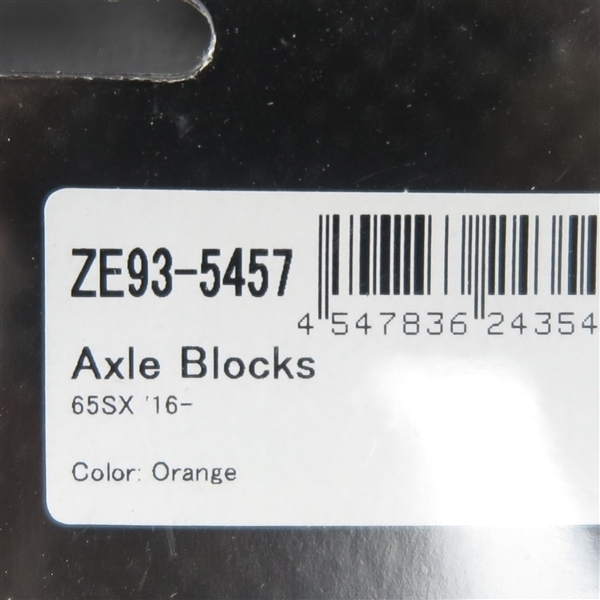 ZE93-5457
4 547836 24354
Axle Blocks
65SX '16-
Color: Orange